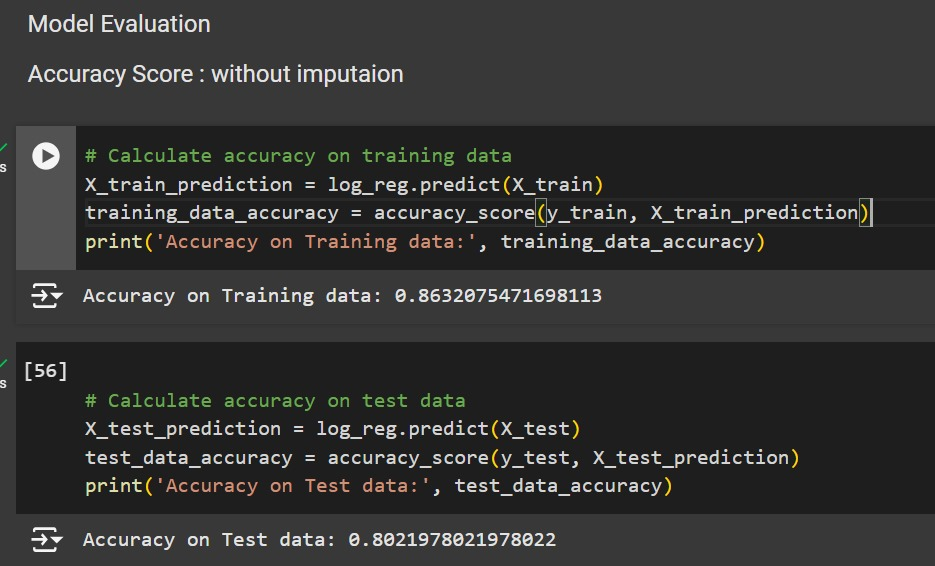 Model Evaluation
Accuracy Score : without imputaion
s
# Calculate accuracy on training data
X_train_prediction = log_reg.predict(X_train)
training_data_accuracy = accuracy_score(y_train, X_train_prediction)
print('Accuracy on Training data:', training_data_accuracy)
Accuracy on Training data: 0.8632075471698113
[56]
s
# Calculate accuracy on test data
X_test_prediction = log_reg.predict(X_test)
test_data_accuracy = accuracy_score(y_test, X_test_prediction)
print('Accuracy on Test data:', test_data_accuracy)
Accuracy on Test data: 0.8021978021978022